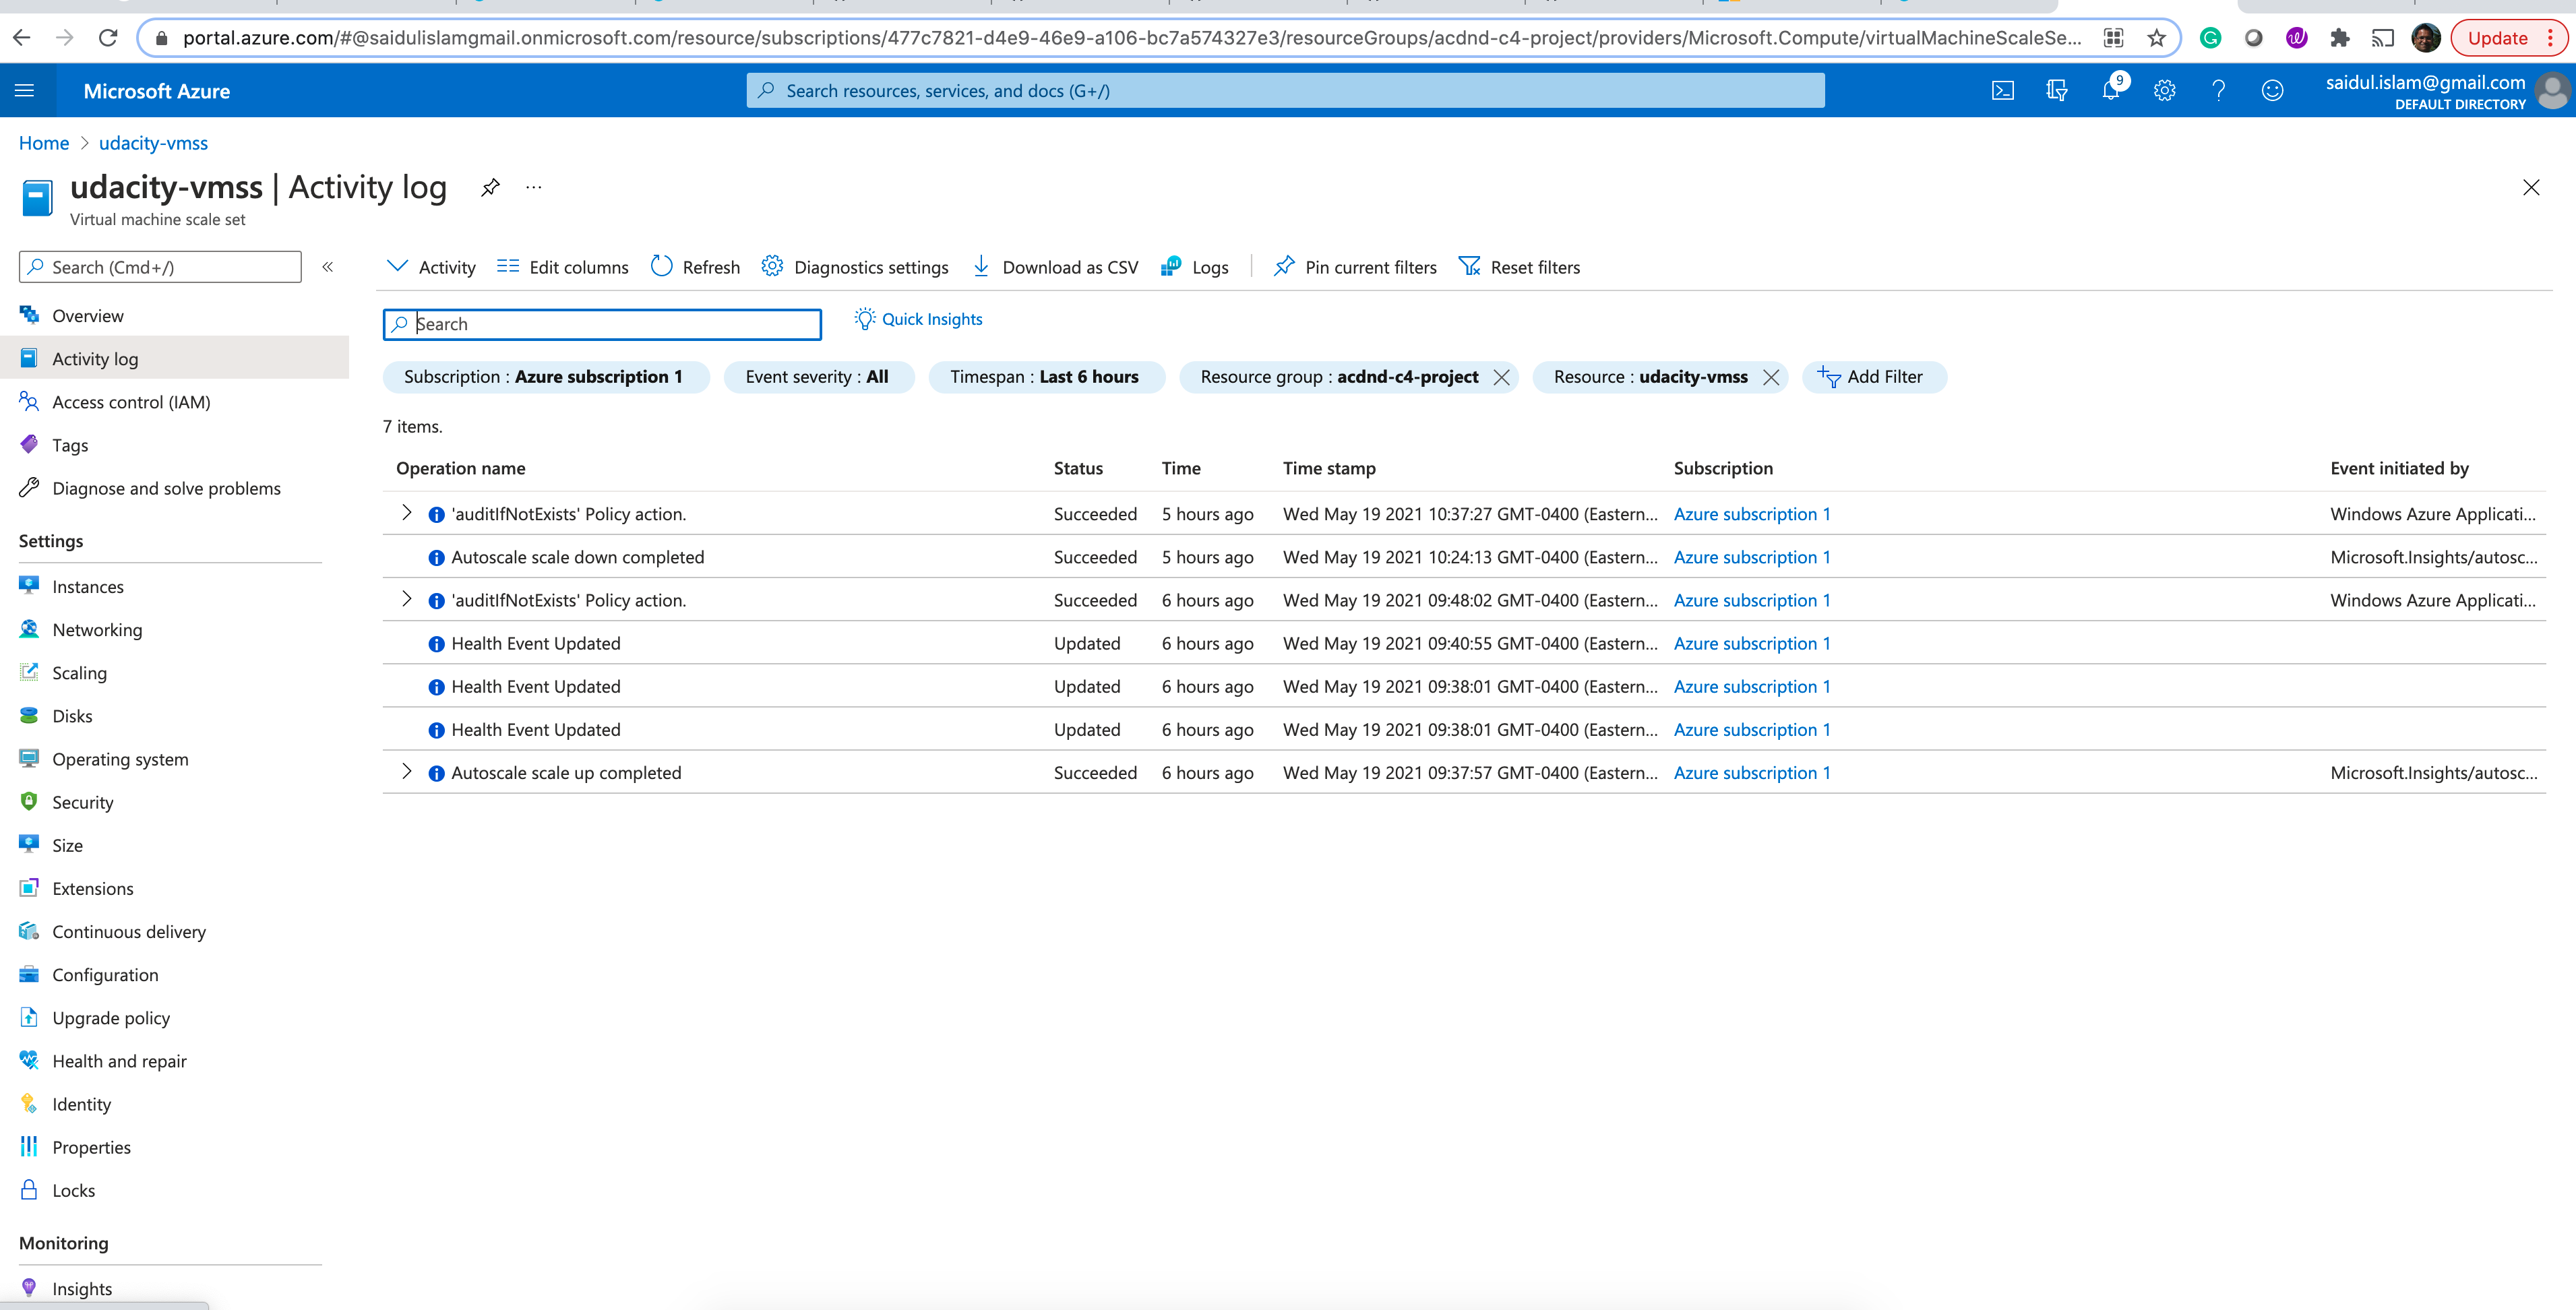 portal.azure.com/#@saidulislamgmail.onmicrosoft.com/resource/subscriptions/477c7821-d4e9-46e9-a106-bc7a574327e3/resourceGroups/acdnd-c4-project/providers/Microsoft.Compute/virtualMachineScaleSe... Update
Microsoft Azure Search resources, services, and docs (G+/) 9 saidul.islam@gmail.com
DEFAULT DIRECTORY
Home > udacity-vmss
udacity-vmss | Activity log ...
Virtual machine scale set
Search (Cmd+/) « Activity Edit columns Refresh Diagnostics settings Download as CSV Logs Pin current filters Reset filters
Search Quick Insights
Subscription : Azure subscription 1 Event severity : All Timespan : Last 6 hours Resource group : acdnd-c4-project Resource : udacity-vmss Add Filter
7 items.
Operation name Status Time Time stamp Subscription Event initiated by
'auditIfNotExists' Policy action. Succeeded 5 hours ago Wed May 19 2021 10:37:27 GMT-0400 (Eastern... Azure subscription 1 Windows Azure Applicati...
Autoscale scale down completed Succeeded 5 hours ago Wed May 19 2021 10:24:13 GMT-0400 (Eastern... Azure subscription 1 Microsoft.Insights/autosc...
'auditIfNotExists' Policy action. Succeeded 6 hours ago Wed May 19 2021 09:48:02 GMT-0400 (Eastern... Azure subscription 1 Windows Azure Applicati...
Health Event Updated Updated 6 hours ago Wed May 19 2021 09:40:55 GMT-0400 (Eastern... Azure subscription 1
Health Event Updated Updated 6 hours ago Wed May 19 2021 09:38:01 GMT-0400 (Eastern... Azure subscription 1
Health Event Updated Updated 6 hours ago Wed May 19 2021 09:38:01 GMT-0400 (Eastern... Azure subscription 1
Autoscale scale up completed Succeeded 6 hours ago Wed May 19 2021 09:37:57 GMT-0400 (Eastern... Azure subscription 1 Microsoft.Insights/autosc...
Overview
Activity log
Access control (IAM)
Tags
Diagnose and solve problems
Settings
Instances
Networking
Scaling
Disks
Operating system
Security
Size
Extensions
Continuous delivery
Configuration
Upgrade policy
Health and repair
Identity
Properties
Locks
Monitoring
Insights